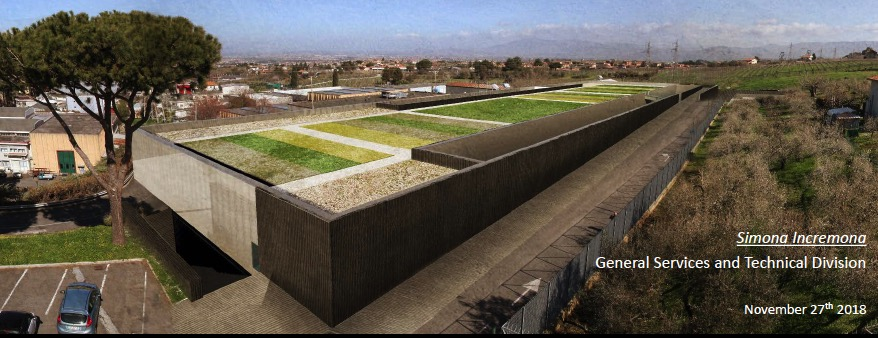 Simona Incremona
General Services and Technical Division
November 27th 2018